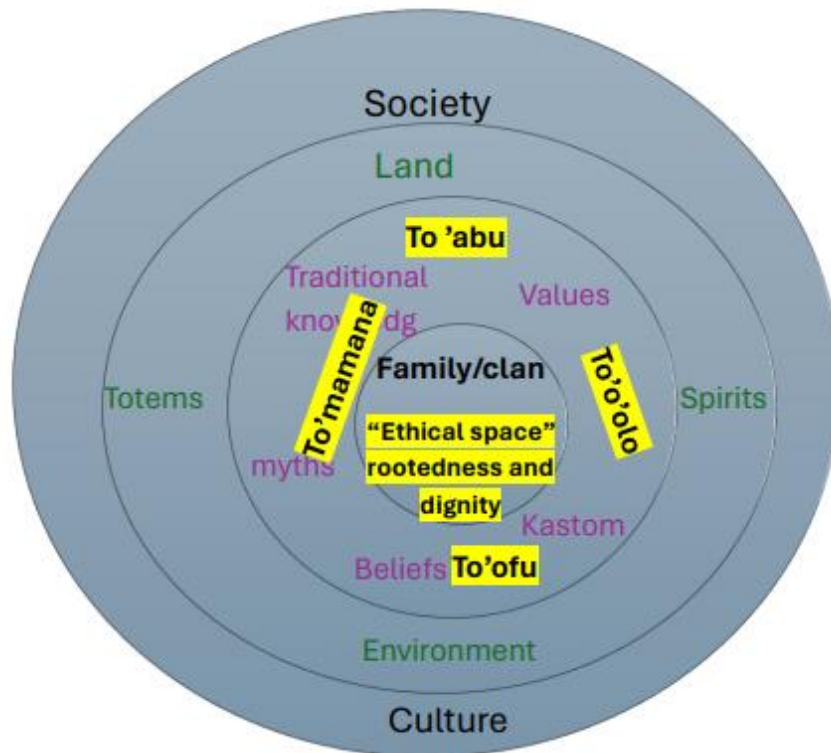 Society
Land
To ’abu
Traditional
Values
To’mamana
Family/clan
To’o’olo
Totems
Spirits
“Ethical space”
rootedness and
dignity
myths
Kastom
Beliefs
To’ofu
Environment
Culture